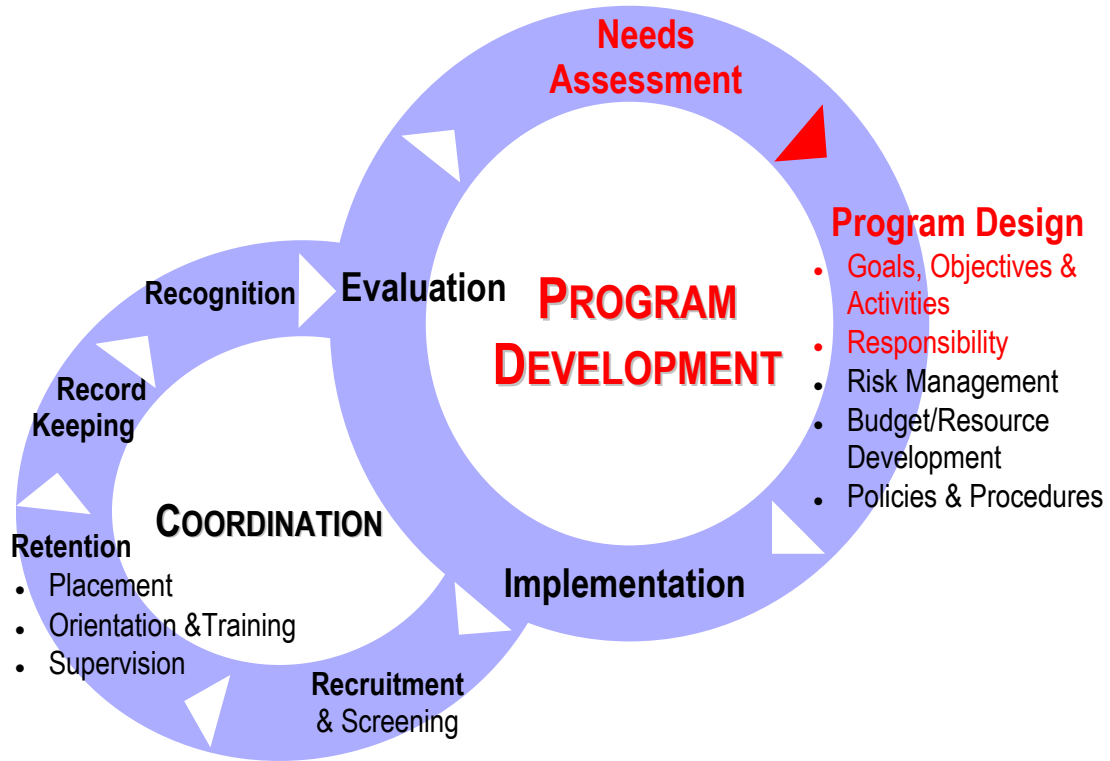 Needs
Assessment
Program Design
• Goals, Objectives &
Activities
• Responsibility
• Risk Management
• Budget/Resource
Development
• Policies & Procedures
PROGRAM
DEVELOPMENT
Implementation
Evaluation
Recognition
Record
Keeping
COORDINATION
Retention
• Placement
• Orientation &Training
• Supervision
Recruitment
& Screening